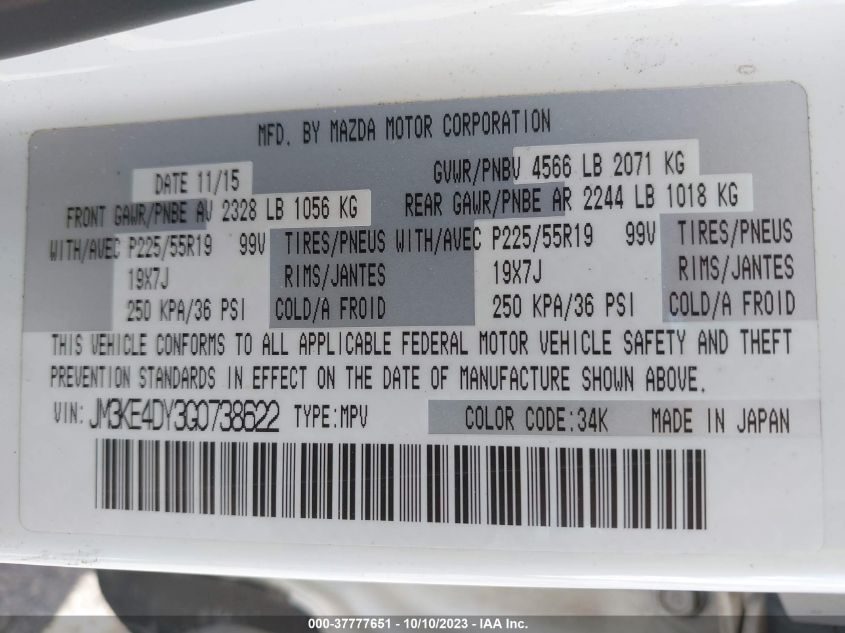 MFD. BY MAZDA MOTOR CORPORATION
DATE 11/15 GVWR/PNBV 4566 LB 2071 KG
FRONT GAWR/PNBE AV 2328 LB 1056 KG REAR GAWR/PNBE AR 2244 LB 1018 KG
WITH/AVEC P225/55R19 99V TIRES/PNEUS WITH/AVEC P225/55R19 99V TIRES/PNEUS
19X7J RIMS/JANTES 19X7J RIMS/JANTES
250 KPA/36 PSI COLD/A FROID 250 KPA/36 PSI COLD/A FROID
THIS VEHICLE CONFORMS TO ALL APPLICABLE FEDERAL MOTOR VEHICLE SAFETY AND THEFT
PREVENTION STANDARDS IN EFFECT ON THE DATE OF MANUFACTURE SHOWN ABOVE.
VIN: JM3KE4DY3G0738622 TYPE:MPV COLOR CODE:34K MADE IN JAPAN
000-37777651 - 10/10/2023 - IAA Inc.